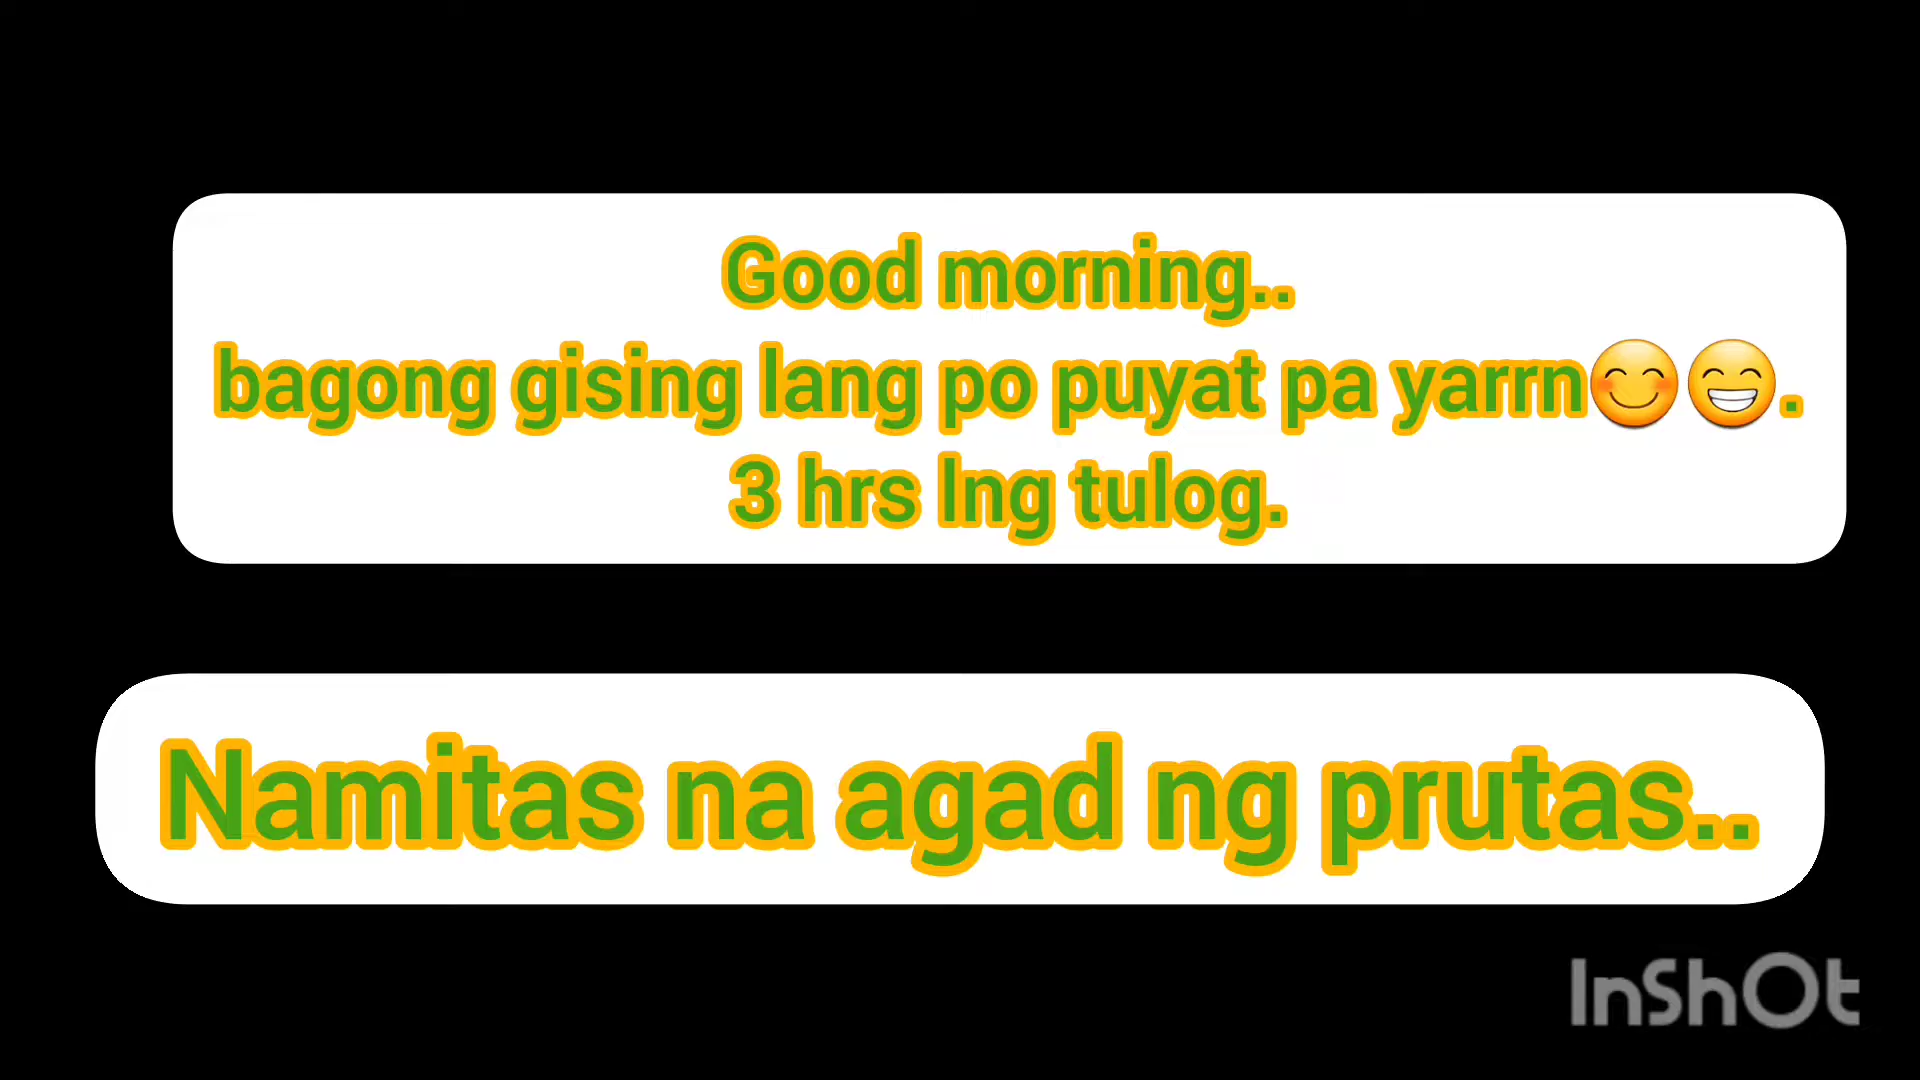 Good morning..
bagong gising lang po puyat pa yarrn😊😁.
3 hrs lng tulog.
Namitas na agad ng prutas..
InShOt